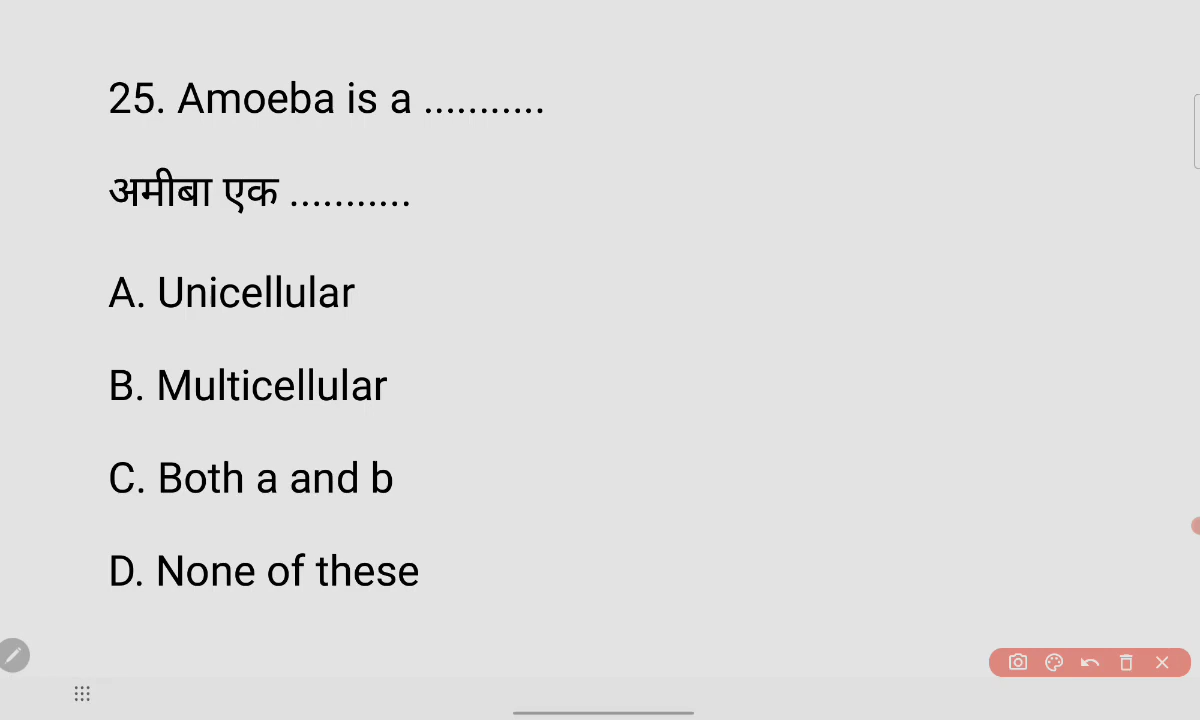 25. Amoeba is a ...........
अमीबा एक ...........
A. Unicellular
B. Multicellular
C. Both a and b
D. None of these